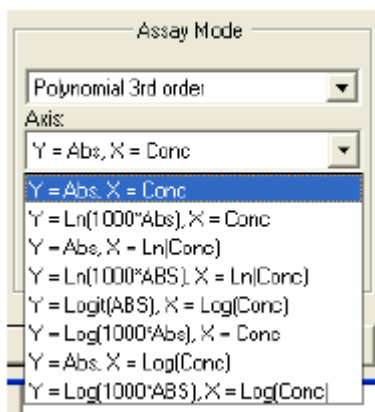 Assay Mode
Polynomial 3rd order
Axis:
Y = Abs, X = Conc
Y = Abs, X = Conc
Y = Ln(1000*Abs), X = Conc
Y = Abs, X = Ln(Conc)
Y = Ln(1000*ABS), X = Ln(Conc)
Y = Logit(ABS), X = Log(Conc)
Y = Log(1000*Abs), X = Conc
Y = Abs, X = Log(Conc)
Y = Log(1000*ABS), X = Log(Conc)